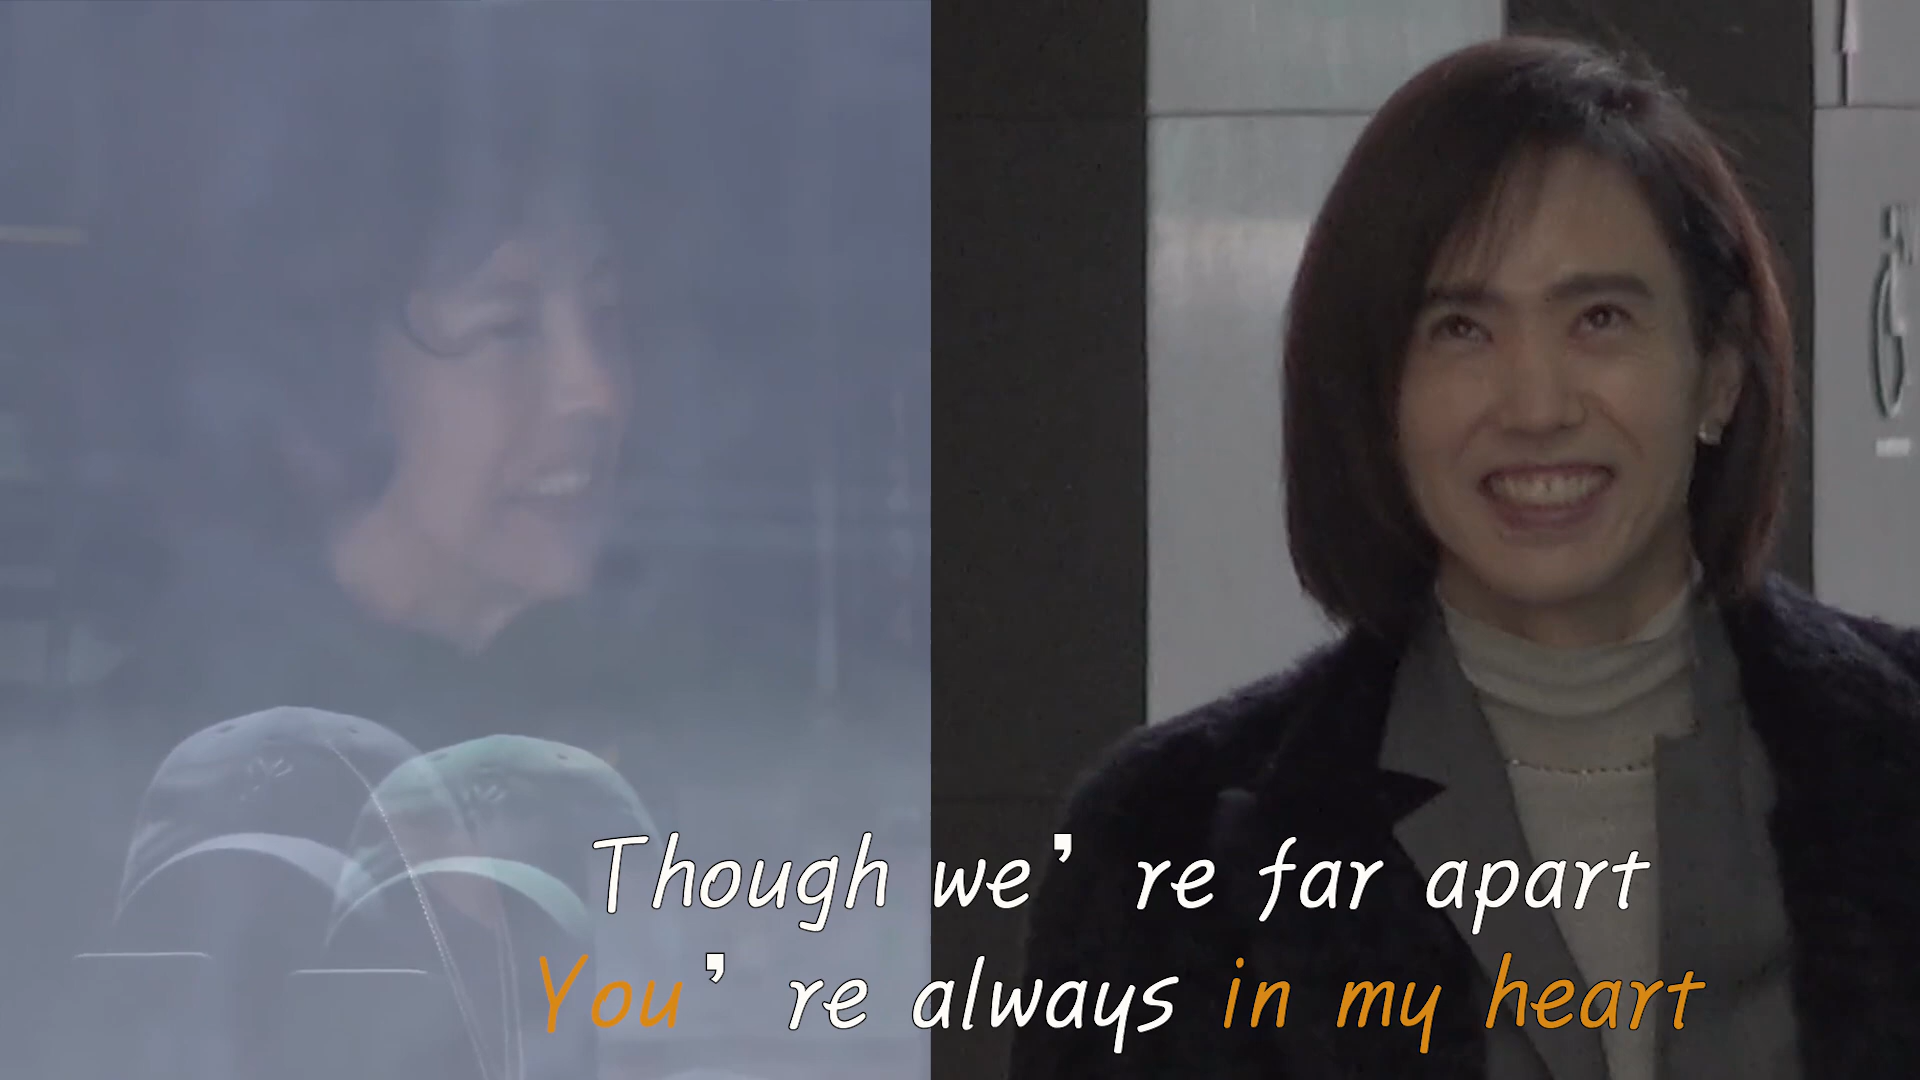 Though we’re far apart
You’re always in my heart